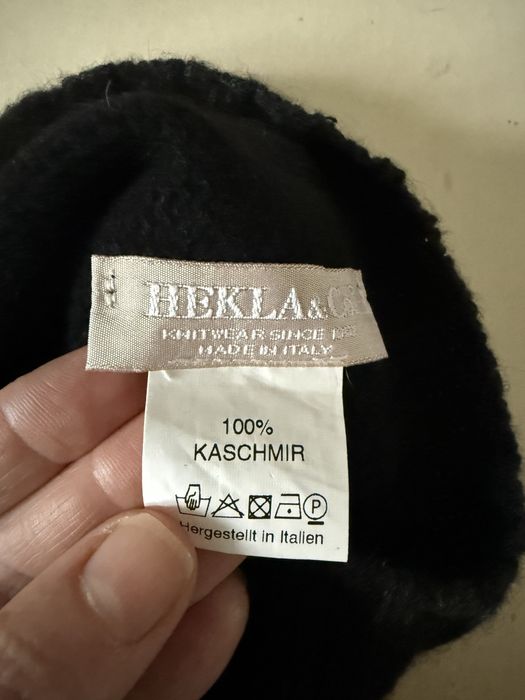 HEKLA &
KNITWEAR SINCE
MADE IN ITALY
100%
KASCHMIR
P
Hergestellt in Italien